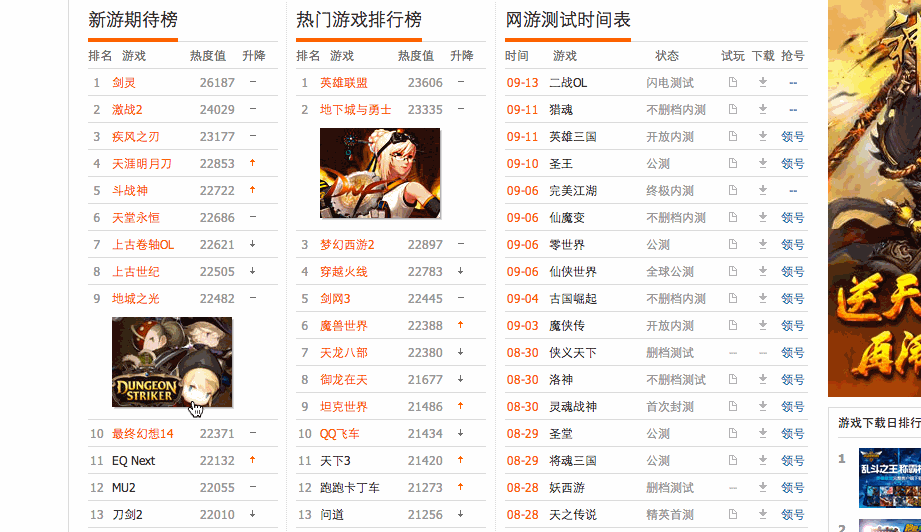 新游期待榜
排名 游戏 热度值 升降
1 剑灵 26187 –
2 激战2 24029 –
3 疾风之刃 23177 –
4 天涯明月刀 22853 ↑
5 斗战神 22722 ↑
6 天堂永恒 22686 –
7 上古卷轴OL 22621 ↓
8 上古世纪 22505 ↓
9 地城之光 22482 –
DUNGEON
STRIKER
10 最终幻想14 22371 –
11 EQ Next 22132 ↑
12 MU2 22055 –
13 刀剑2 22010 ↓
热门游戏排行榜
排名 游戏 热度值 升降
1 英雄联盟 23606 –
2 地下城与勇士 23335 –
DNF
3 梦幻西游2 22897 –
4 穿越火线 22783 ↓
5 剑网3 22445 –
6 魔兽世界 22388 ↑
7 天龙八部 22380 ↓
8 御龙在天 21677 ↓
9 坦克世界 21486 ↑
10 QQ飞车 21434 ↓
11 天下3 21420 ↑
12 跑跑卡丁车 21273 ↑
13 问道 21256 ↓
网游测试时间表
时间 游戏 状态 试玩 下载 抢号
09-13 二战OL 闪电测试 --
09-11 猎魂 不删档内测 --
09-11 英雄三国 开放内测 领号
09-10 圣王 公测 领号
09-06 完美江湖 终极内测 --
09-06 仙魔变 不删档内测 领号
09-06 零世界 公测 领号
09-06 仙侠世界 全球公测 领号
09-04 古国崛起 不删档内测 领号
09-03 魔侠传 开放内测 领号
08-30 侠义天下 删档测试 – – 领号
08-30 洛神 不删档测试 领号
08-30 灵魂战神 首次封测 领号
08-29 圣堂 公测 领号
08-29 将魂三国 公测 领号
08-28 妖西游 删档测试 – 领号
08-28 天之传说 精英首测 领号
逆天
再
游戏下载日排行
1
乱斗之王 称霸
2